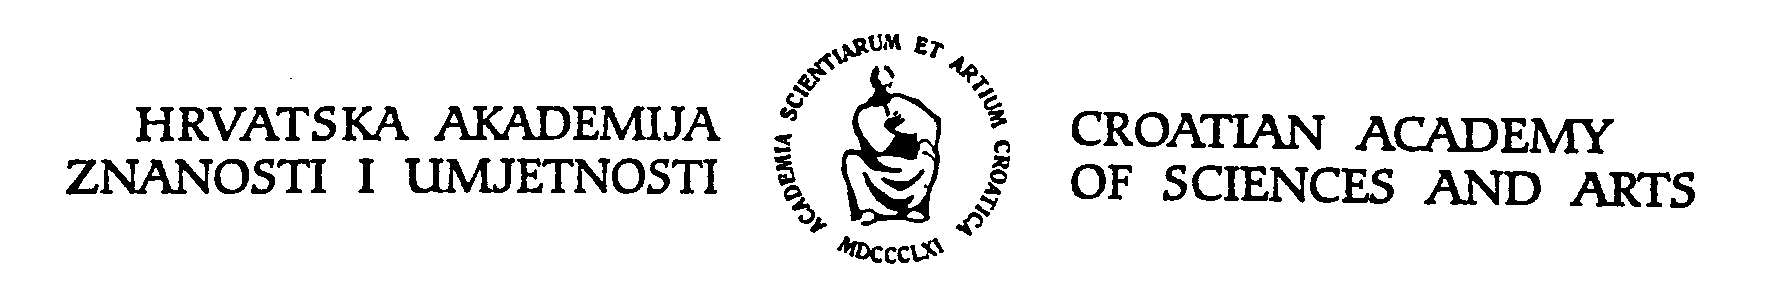 HRVATSKA AKADEMIJA
ZNANOSTI I UMJETNOSTI
ACADEMIA SCIENTIARUM ET ARTIUM CROATICA
MDCCCLXI
CROATIAN ACADEMY
OF SCIENCES AND ARTS